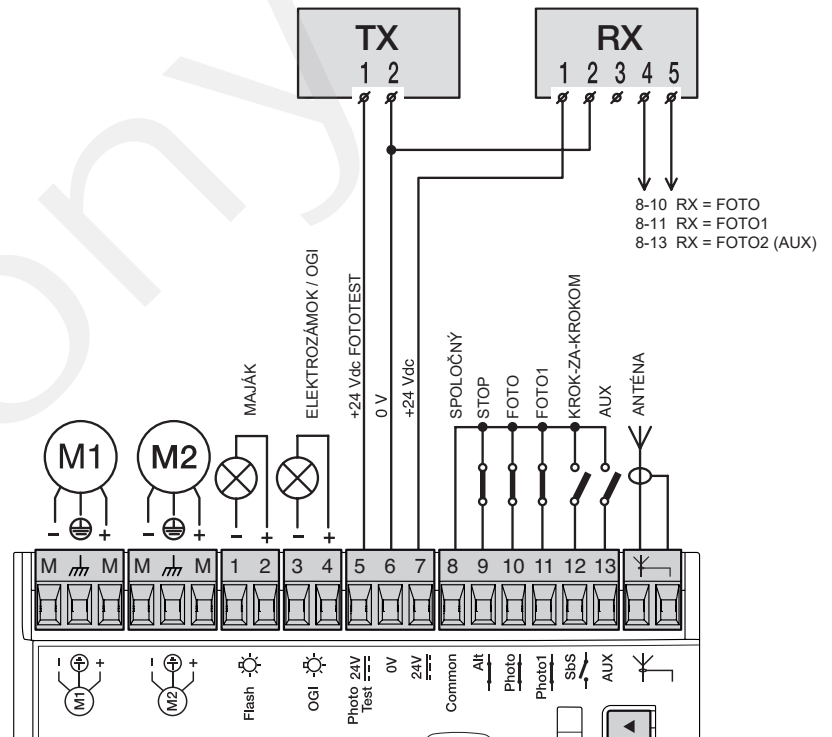 TX
1 2
RX
1 2 3 4 5
8-10 RX = FOTO
8-11 RX = FOTO1
8-13 RX = FOTO2 (AUX)
MAJÁK
ELEKTROZÁMOK / OGI
+24 Vdc FOTOTEST
0 V
+24 Vdc
SPOLOČNÝ
STOP
FOTO
FOTO1
KROK-ZA-KROKOM
AUX
ANTÉNA
M1
M2
- +
- +
- +
- +
M M M M 1 2 3 4 5 6 7 8 9 10 11 12 13
- +
M1
- +
M2
Flash
OGI
Photo 24V
Test
0V
24V
Common
Alt
Photo
Photo1
SbS
AUX
ony